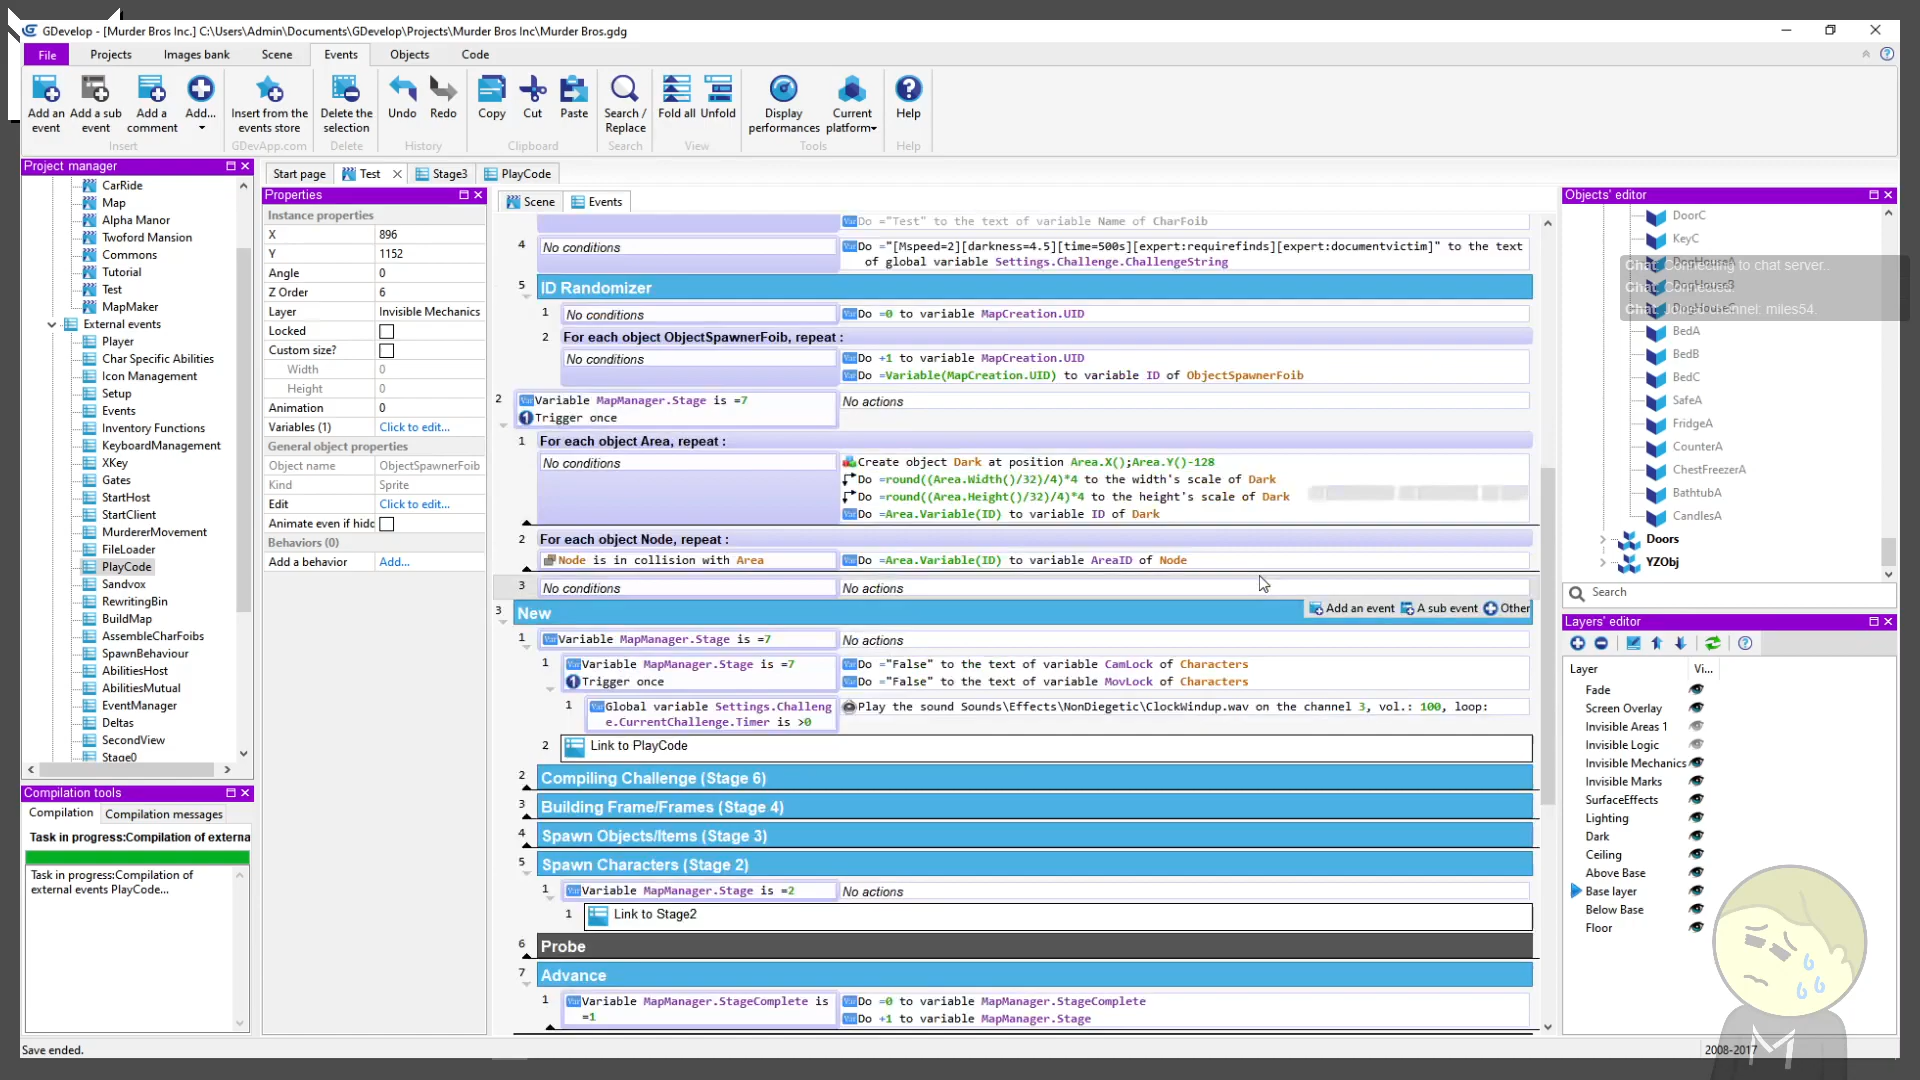 GDevelop - [Murder Bros Inc.] C:\Users\Admin\Documents\GDevelop\Projects\Murder Bros Inc\Murder Bros.gdg
File Projects Images bank Scene Events Objects Code
Add an event
Add a sub event
Add a comment
Add...
Insert from the events store
Delete the selection
Undo
Redo
Copy
Cut
Paste
Search / Replace
Fold all
Unfold
Display performances
Current platform
Help
Insert GDevApp.com Delete History Clipboard Search View Tools Help
Project manager
CarRide
Map
Alpha Manor
Twoford Mansion
Commons
Tutorial
Test
MapMaker
External events
Player
Char Specific Abilities
Icon Management
Setup
Events
Inventory Functions
KeyboardManagement
XKey
Gates
StartHost
StartClient
MurdererMovement
FileLoader
PlayCode
Sandvox
RewritingBin
BuildMap
AssembleCharFoibs
SpawnBehaviour
AbilitiesHost
AbilitiesMutual
EventManager
Deltas
SecondView
Stage0
Compilation tools
Compilation Compilation messages
Task in progress:Compilation of externa
Task in progress:Compilation of
external events PlayCode...
Save ended.
Start page Test Stage3 PlayCode
Properties
Instance properties
X 896
Y 1152
Angle 0
Z Order 6
Layer Invisible Mechanics
Locked
Custom size?
Width 0
Height 0
Animation 0
Variables (1) Click to edit...
General object properties
Object name ObjectSpawnerFoib
Kind Sprite
Edit Click to edit...
Animate even if hidc
Behaviors (0)
Add a behavior Add...
Scene Events
Do ="Test" to the text of variable Name of CharFoib
4 No conditions Do ="[Mspeed=2][darkness=4.5][time=500s][expert:requirefinds][expert:documentvictim]" to the text
of global variable Settings.Challenge.ChallengeString
5 ID Randomizer
1 No conditions Do =0 to variable MapCreation.UID
2 For each object ObjectSpawnerFoib, repeat :
No conditions Do +1 to variable MapCreation.UID
Do =Variable(MapCreation.UID) to variable ID of ObjectSpawnerFoib
2 Variable MapManager.Stage is =7 No actions
Trigger once
1 For each object Area, repeat :
No conditions Create object Dark at position Area.X();Area.Y()-128
Do =round((Area.Width()/32)/4)*4 to the width's scale of Dark
Do =round((Area.Height()/32)/4)*4 to the height's scale of Dark
Do =Area.Variable(ID) to variable ID of Dark
2 For each object Node, repeat :
Node is in collision with Area Do =Area.Variable(ID) to variable AreaID of Node
3 No conditions No actions
3 New Add an event A sub event Other
1 Variable MapManager.Stage is =7 No actions
1 Variable MapManager.Stage is =7 Do ="False" to the text of variable CamLock of Characters
Trigger once Do ="False" to the text of variable MovLock of Characters
1 Global variable Settings.Challeng Play the sound Sounds\Effects\NonDiegetic\ClockWindup.wav on the channel 3, vol.: 100, loop:
e.CurrentChallenge.Timer is >0
2 Link to PlayCode
2 Compiling Challenge (Stage 6)
3 Building Frame/Frames (Stage 4)
4 Spawn Objects/Items (Stage 3)
5 Spawn Characters (Stage 2)
1 Variable MapManager.Stage is =2 No actions
1 Link to Stage2
6 Probe
7 Advance
1 Variable MapManager.StageComplete is Do =0 to variable MapManager.StageComplete
=1 Do +1 to variable MapManager.Stage
Objects' editor
DoorC
KeyC
DogHouseA
Chat: Connecting to chat server..
DogHouseB
Chat: Connected.
DogHouseC
Chat: Joined channel: miles54.
BedA
BedB
BedC
SafeA
FridgeA
CounterA
ChestFreezerA
BathtubA
CandlesA
Doors
YZObj
Search
Layers' editor
Layer Vi...
Fade
Screen Overlay
Invisible Areas 1
Invisible Logic
Invisible Mechanics
Invisible Marks
SurfaceEffects
Lighting
Dark
Ceiling
Above Base
Base layer
Below Base
Floor
2008-2017